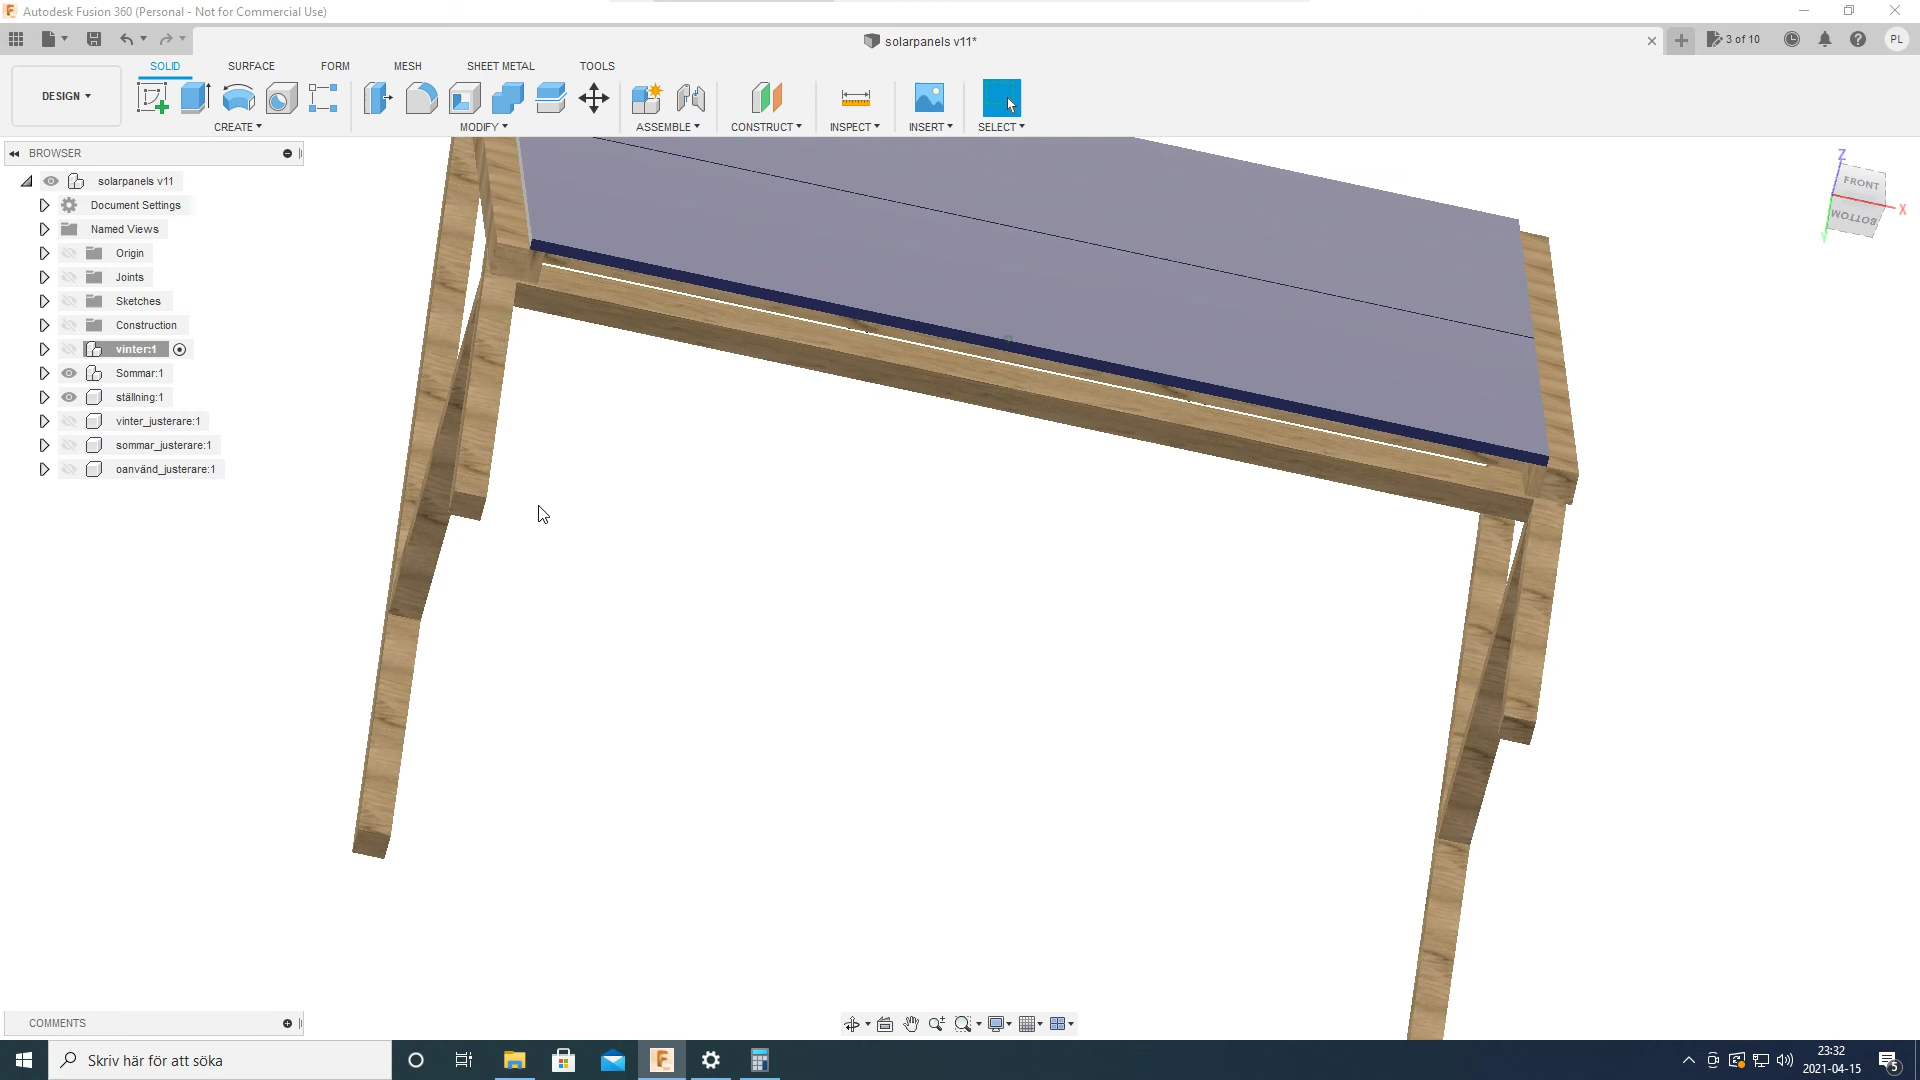 Autodesk Fusion 360 (Personal - Not for Commercial Use)
solarpanels v11*
3 of 10
PL
DESIGN
SOLID
SURFACE
FORM
MESH
SHEET METAL
TOOLS
CREATE
MODIFY
ASSEMBLE
CONSTRUCT
INSPECT
INSERT
SELECT
BROWSER
solarpanels v11
Document Settings
Named Views
Origin
Joints
Sketches
Construction
vinter:1
Sommar:1
ställning:1
vinter_justerare:1
sommar_justerare:1
oanvänd_justerare:1
Z
FRONT
X
BOTTOM
Y
COMMENTS
Skriv här för att söka
23:32
2021-04-15
5